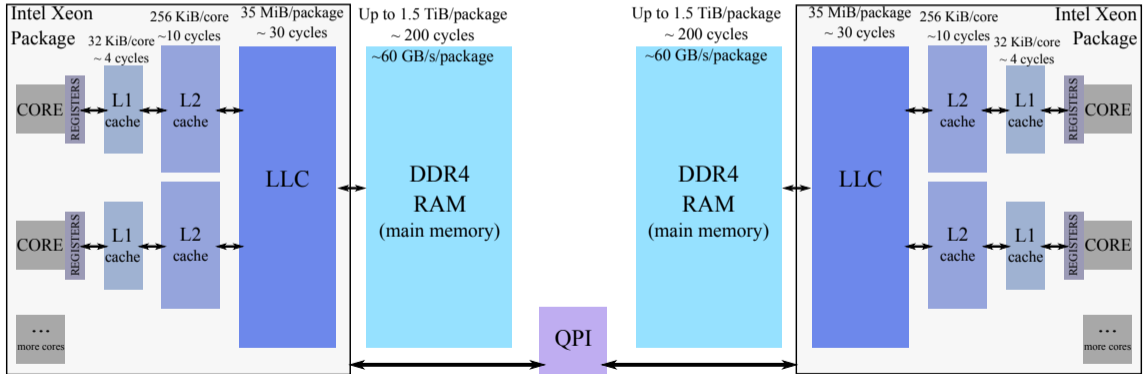 Intel Xeon
Package
32 KiB/core
~ 4 cycles
256 KiB/core
~10 cycles
35 MiB/package
~ 30 cycles
Up to 1.5 TiB/package
~ 200 cycles
~60 GB/s/package
CORE
REGISTERS
L1
cache
L2
cache
CORE
REGISTERS
L1
cache
L2
cache
...
more cores
LLC
DDR4
RAM
(main memory)
QPI
Up to 1.5 TiB/package
~ 200 cycles
~60 GB/s/package
DDR4
RAM
(main memory)
35 MiB/package
~ 30 cycles
256 KiB/core
~10 cycles
32 KiB/core
~ 4 cycles
Intel Xeon
Package
LLC
L2
cache
L1
cache
REGISTERS
CORE
L2
cache
L1
cache
REGISTERS
CORE
...
more cores